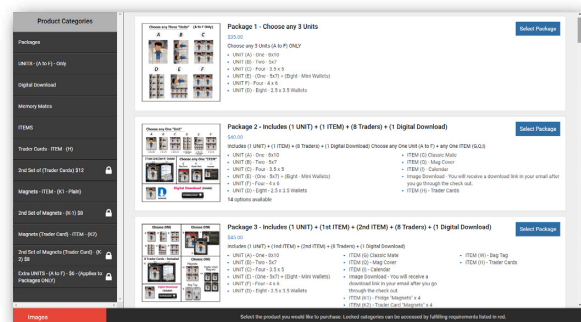 Product Categories
Packages
UNITS - (A to F) - Only
Digital Download
Memory Mates
ITEMS
Trader Cards - ITEM - (H)
2nd Set of (Trader Cards) $12
Magnets - ITEM - (K1 - Plain)
2nd Set of Magnets - (K-1) $8
Magnets (Trader Card) - ITEM - (K2)
2nd Set of Magnets (Trader Card) - (K-
2) $8
Extra UNITS - (A to F) - $6 - (Applies to
Packages ONLY)
Images
Choose any Three "Units" (A to F Only)
A B C
D E F
Package 1 - Choose any 3 Units
$35.00
Choose any 3 Units (A to F) ONLY
UNIT (A) - One - 8x10
UNIT (B) - Two - 5x7
UNIT (C) - Four - 3.5 x 5
UNIT (E) - (One - 5x7) + (Eight - Mini Wallets)
UNIT (F) - Four - 4 x 6
UNIT (D) - Eight - 2.5 x 3.5 Wallets
Select Package
Package 2 - Includes (1 UNIT) + (1 ITEM) + (8 Traders) + (1 Digital Download)
$40.00
Includes (1 UNIT) + (1 ITEM) + (8 Traders) + (1 Digital Download) Choose any One Unit (A to F) + any ONE ITEM (G,Q,I)
UNIT (A) - One - 8x10
UNIT (B) - Two - 5x7
UNIT (C) - Four - 3.5 x 5
UNIT (E) - (One - 5x7) + (Eight - Mini Wallets)
UNIT (F) - Four - 4 x 6
UNIT (D) - Eight - 2.5 x 3.5 Wallets
ITEM (G) Classic Mate
ITEM (Q) - Mag Cover
ITEM (I) - Calendar
Image Download - You will receive a download link in your email after
you go through the check out.
ITEM (H) - Trader Cards
14 options available
Select Package
Package 3 - Includes (1 UNIT) + (1st ITEM) + (2nd ITEM) + (8 Traders) + (1 Digital Download)
$45.00
Includes (1 UNIT) + (1st ITEM) + (2nd ITEM) + (8 Traders) + (1 Digital Download)
UNIT (A) - One - 8x10
UNIT (B) - Two - 5x7
UNIT (C) - Four - 3.5 x 5
UNIT (E) - (One - 5x7) + (Eight - Mini Wallets)
UNIT (F) - Four - 4 x 6
UNIT (D) - Eight - 2.5 x 3.5 Wallets
ITEM (G) Classic Mate
ITEM (Q) - Mag Cover
ITEM (I) - Calendar
Image Download - You will receive a
download link in your email after you go
through the check out.
ITEM (K1) - Fridge "Magnets" x 4
ITEM (K2) - Trader Card "Magnets" x 4
ITEM (W) - Bag Tag
ITEM (H) - Trader Cards
Select Package
Select the product you would like to purchase. Locked categories can be accessed by fulfilling requirements listed in red.